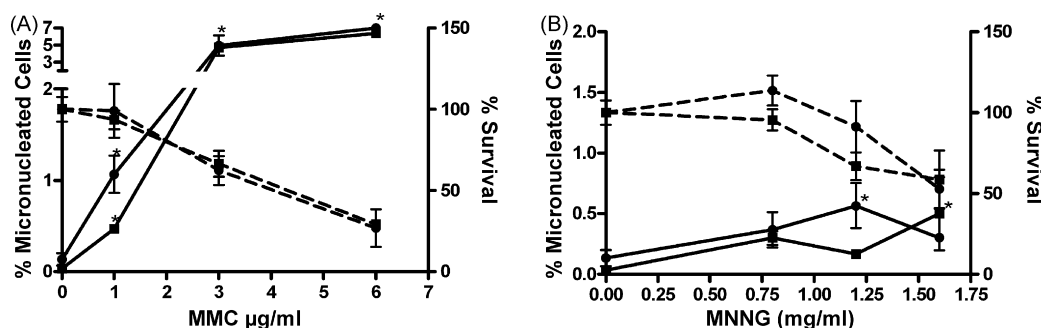 (A)
% Micronucleated Cells
7
5
3
2
1
0
*
*
*
*
150
100
50
0
% Survival
0 1 2 3 4 5 6 7
MMC µg/ml
(B)
% Micronucleated Cells
2.0
1.5
1.0
0.5
0.0
*
*
150
100
50
0
% Survival
0.00 0.25 0.50 0.75 1.00 1.25 1.50 1.75
MNNG (mg/ml)